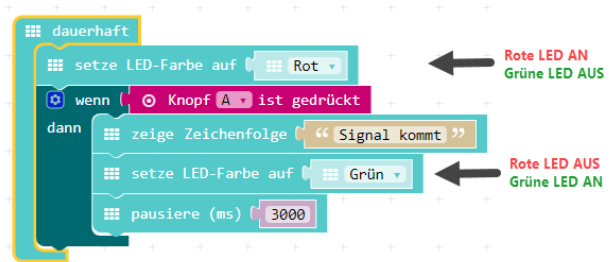 dauerhaft
setze LED-Farbe auf Rot
Rote LED AN
Grüne LED AUS
wenn Knopf A ist gedrückt
dann
zeige Zeichenfolge “ Signal kommt ”
setze LED-Farbe auf Grün
Rote LED AUS
Grüne LED AN
pausiere (ms) 3000